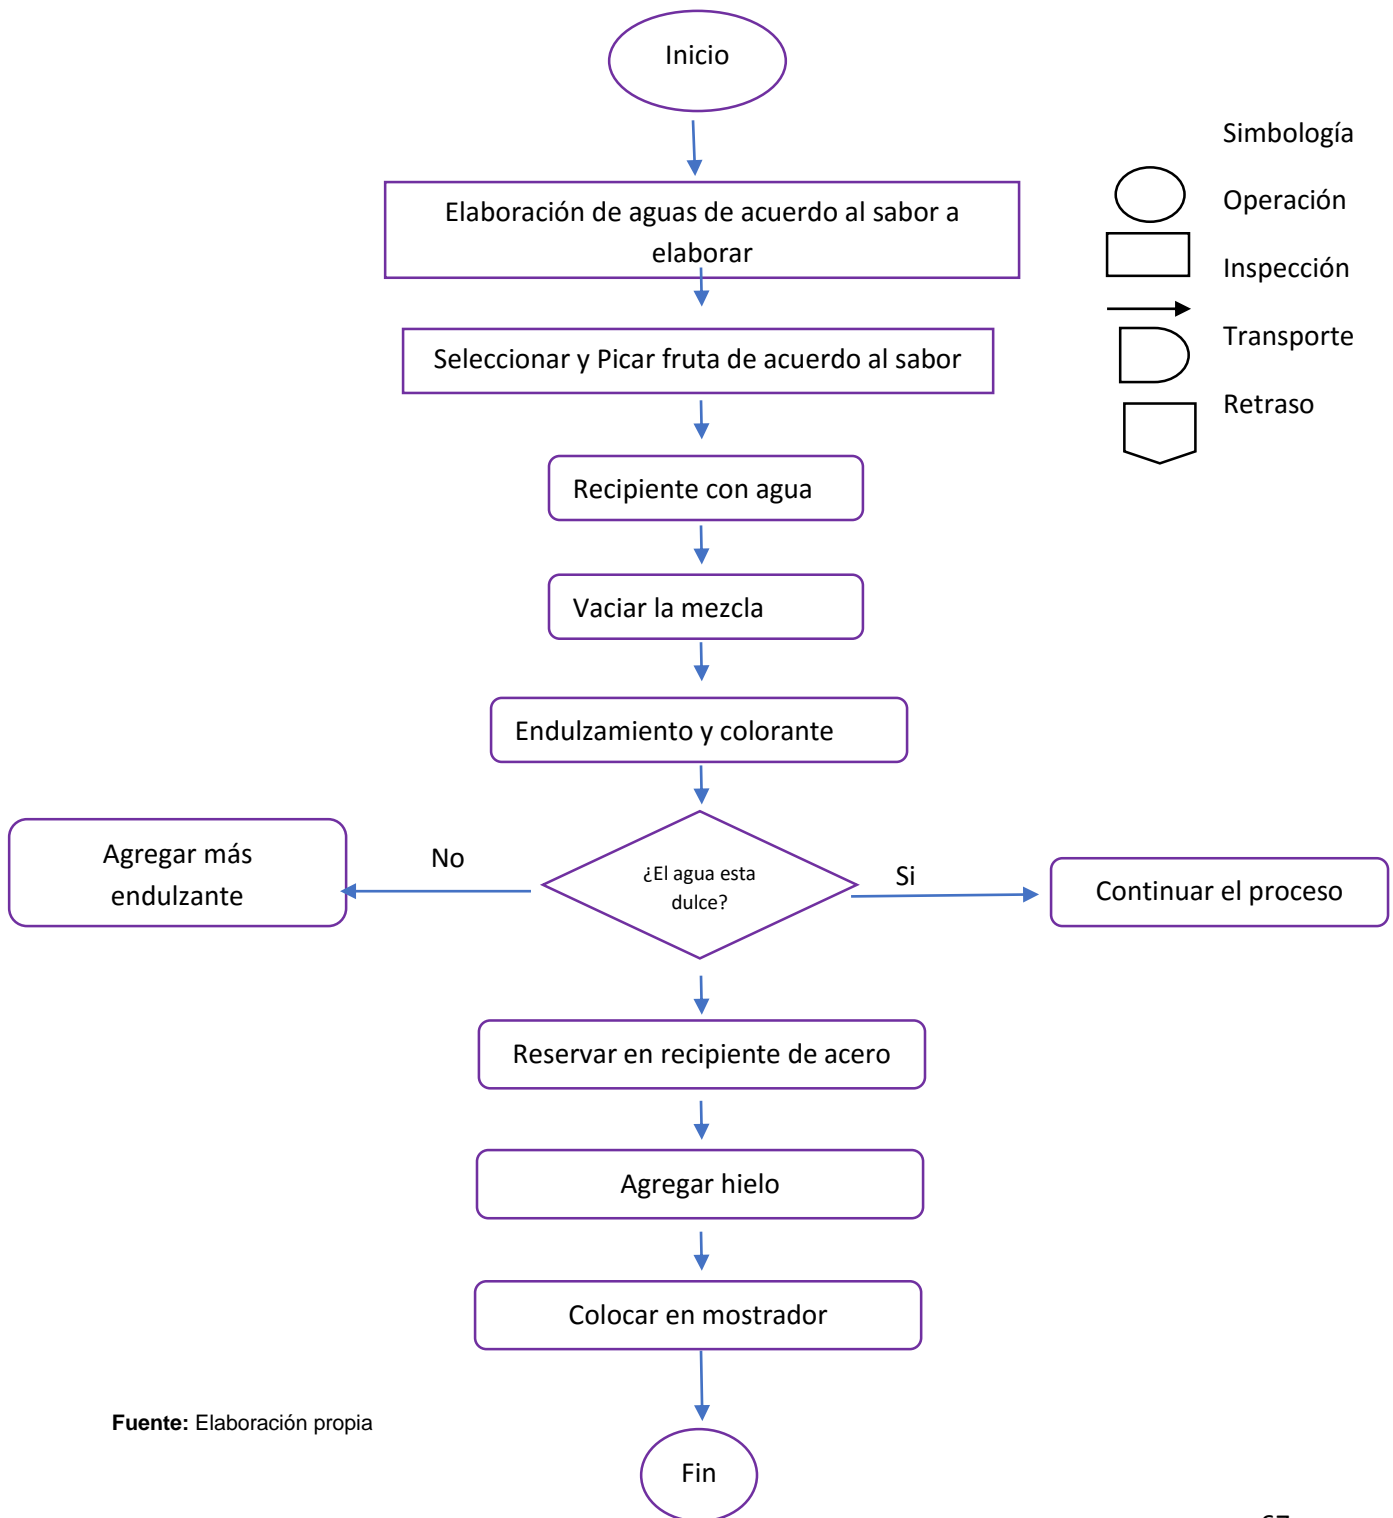 Inicio
Simbología
Operación
Inspección
Transporte
Retraso
Elaboración de aguas de acuerdo al sabor a
elaborar
Seleccionar y Picar fruta de acuerdo al sabor
Recipiente con agua
Vaciar la mezcla
Endulzamiento y colorante
Agregar más
endulzante
No
¿El agua esta
dulce?
Si
Continuar el proceso
Reservar en recipiente de acero
Agregar hielo
Colocar en mostrador
Fuente: Elaboración propia
Fin